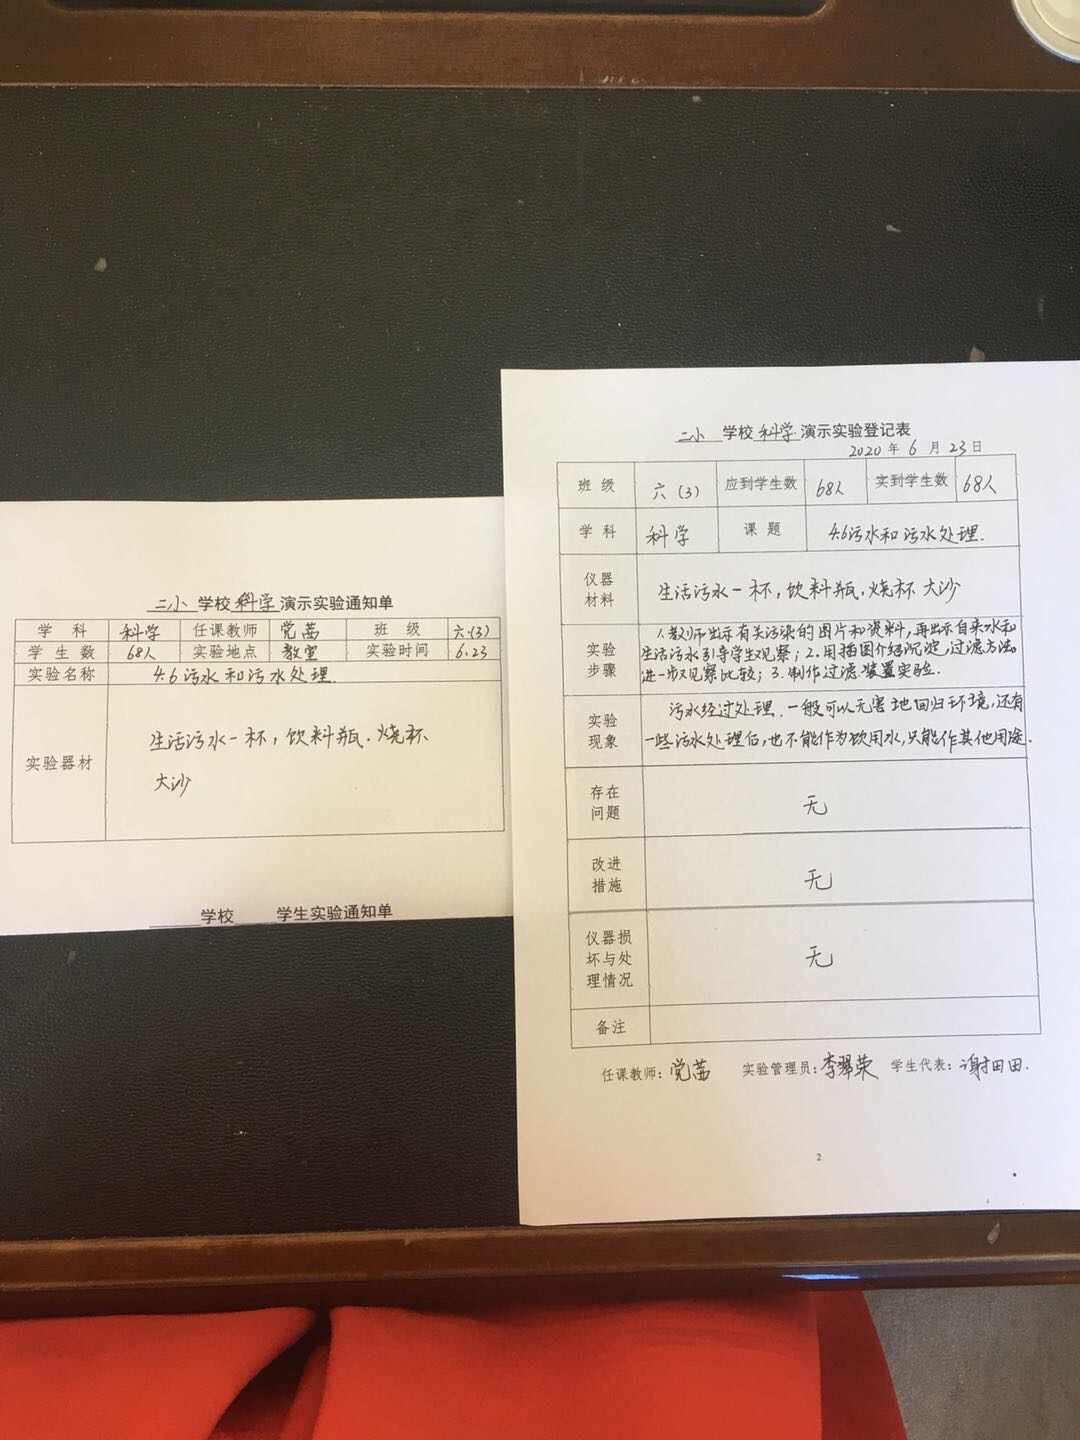 二小 学校 科学 演示实验通知单
学 科 科学 任课教师 党茜 班 级 六(3)
学 生 数 68人 实验地点 教室 实验时间 6.23
实验名称 4.6污水和污水处理.
实验器材 生活污水一杯，饮料瓶.烧杯
大沙
学校 学生实验通知单
二小 学校 科学 演示实验登记表
2020 年 6 月 23 日
班 级 六(3) 应到学生数 68人 实到学生数 68人
学 科 科学 课 题 4.6污水和污水处理.
仪器
材料
生活污水一杯，饮料瓶.烧杯 大沙
实验
步骤
1.教师出示有关污染的图片和资料，再出示自来水和
生活污水引导学生观察；2.用插图介绍沉淀，过滤方法。
进一步观察比较；3.制作过滤装置实验.
实验
现象
污水经过处理.一般可以无害地回归环境，还有
一些污水处理后，也不能作为饮用水，只能作其他用途.
存在
问题
无
改进
措施
无
仪器损
坏与处
理情况
无
备注
任课教师：党茜 实验管理员：李翠荣 学生代表：谢田田.
2